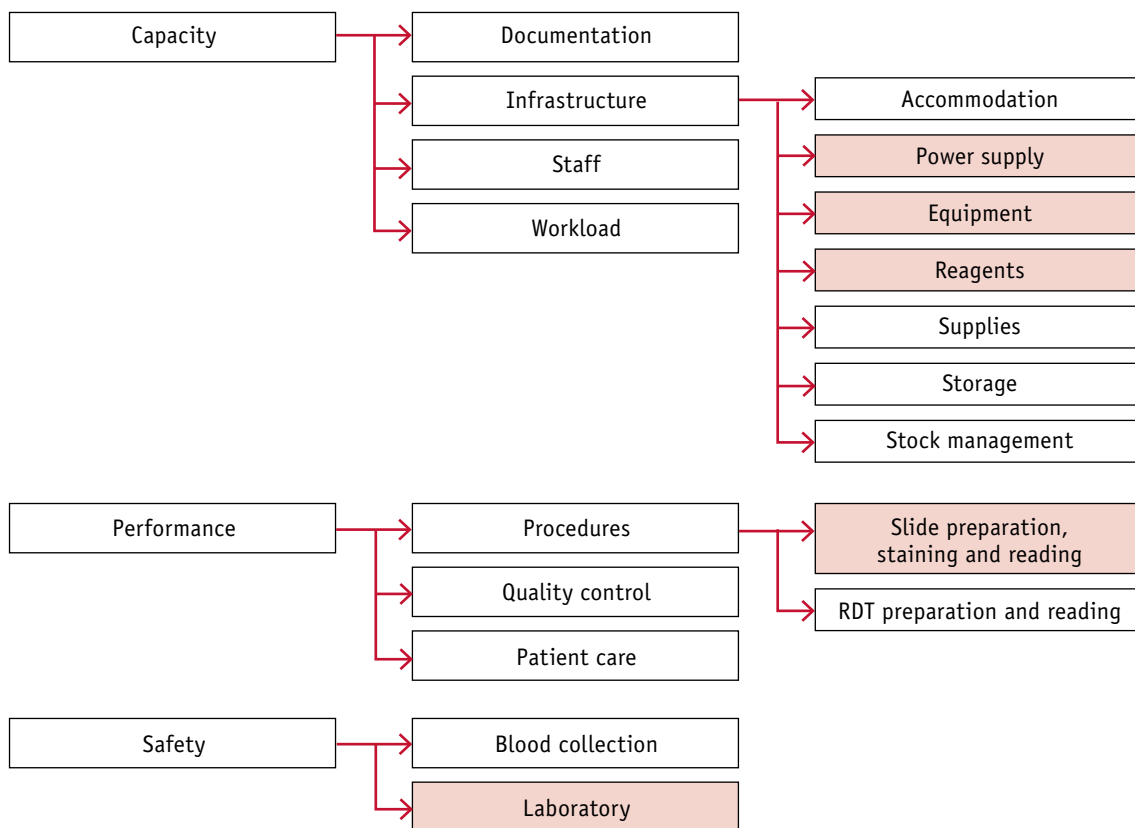 Capacity
Documentation
Infrastructure
Accommodation
Staff
Power supply
Workload
Equipment
Reagents
Supplies
Storage
Stock management
Performance
Procedures
Slide preparation,
staining and reading
Quality control
RDT preparation and reading
Patient care
Safety
Blood collection
Laboratory